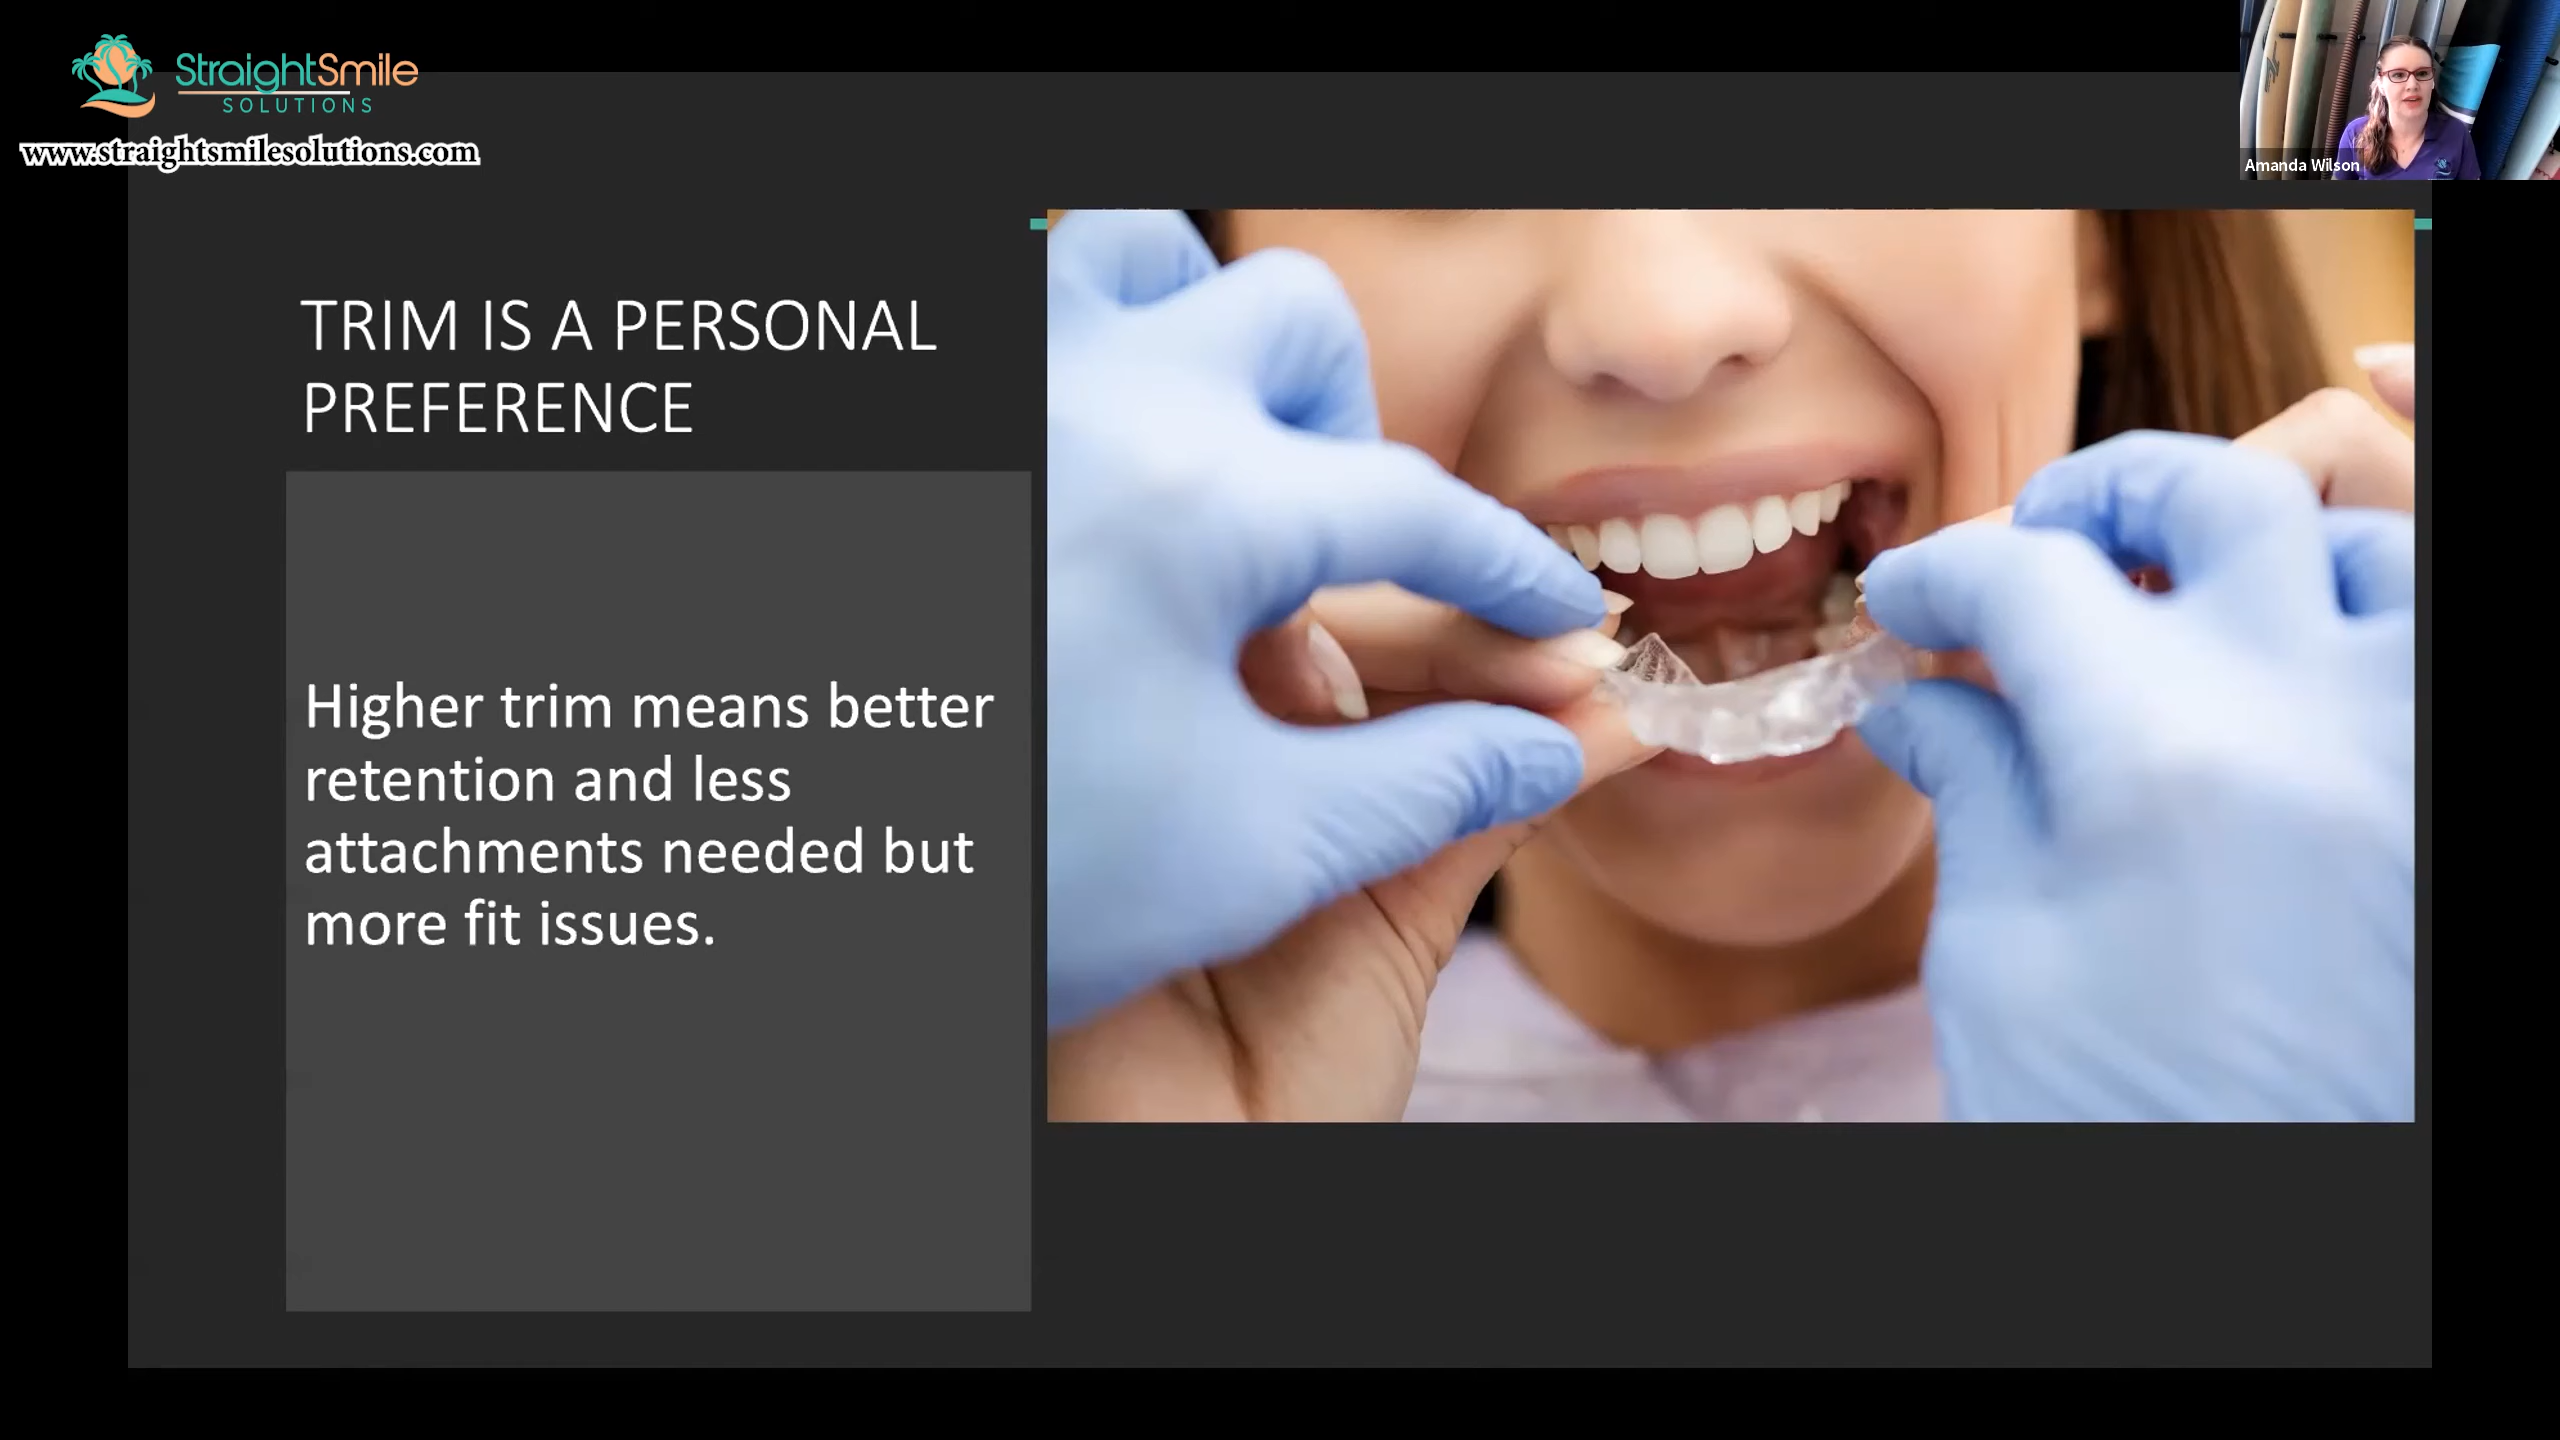 StraightSmile
SOLUTIONS
www.straightsmilesolutions.com
Amanda Wilson
TRIM IS A PERSONAL
PREFERENCE
Higher trim means better
retention and less
attachments needed but
more fit issues.